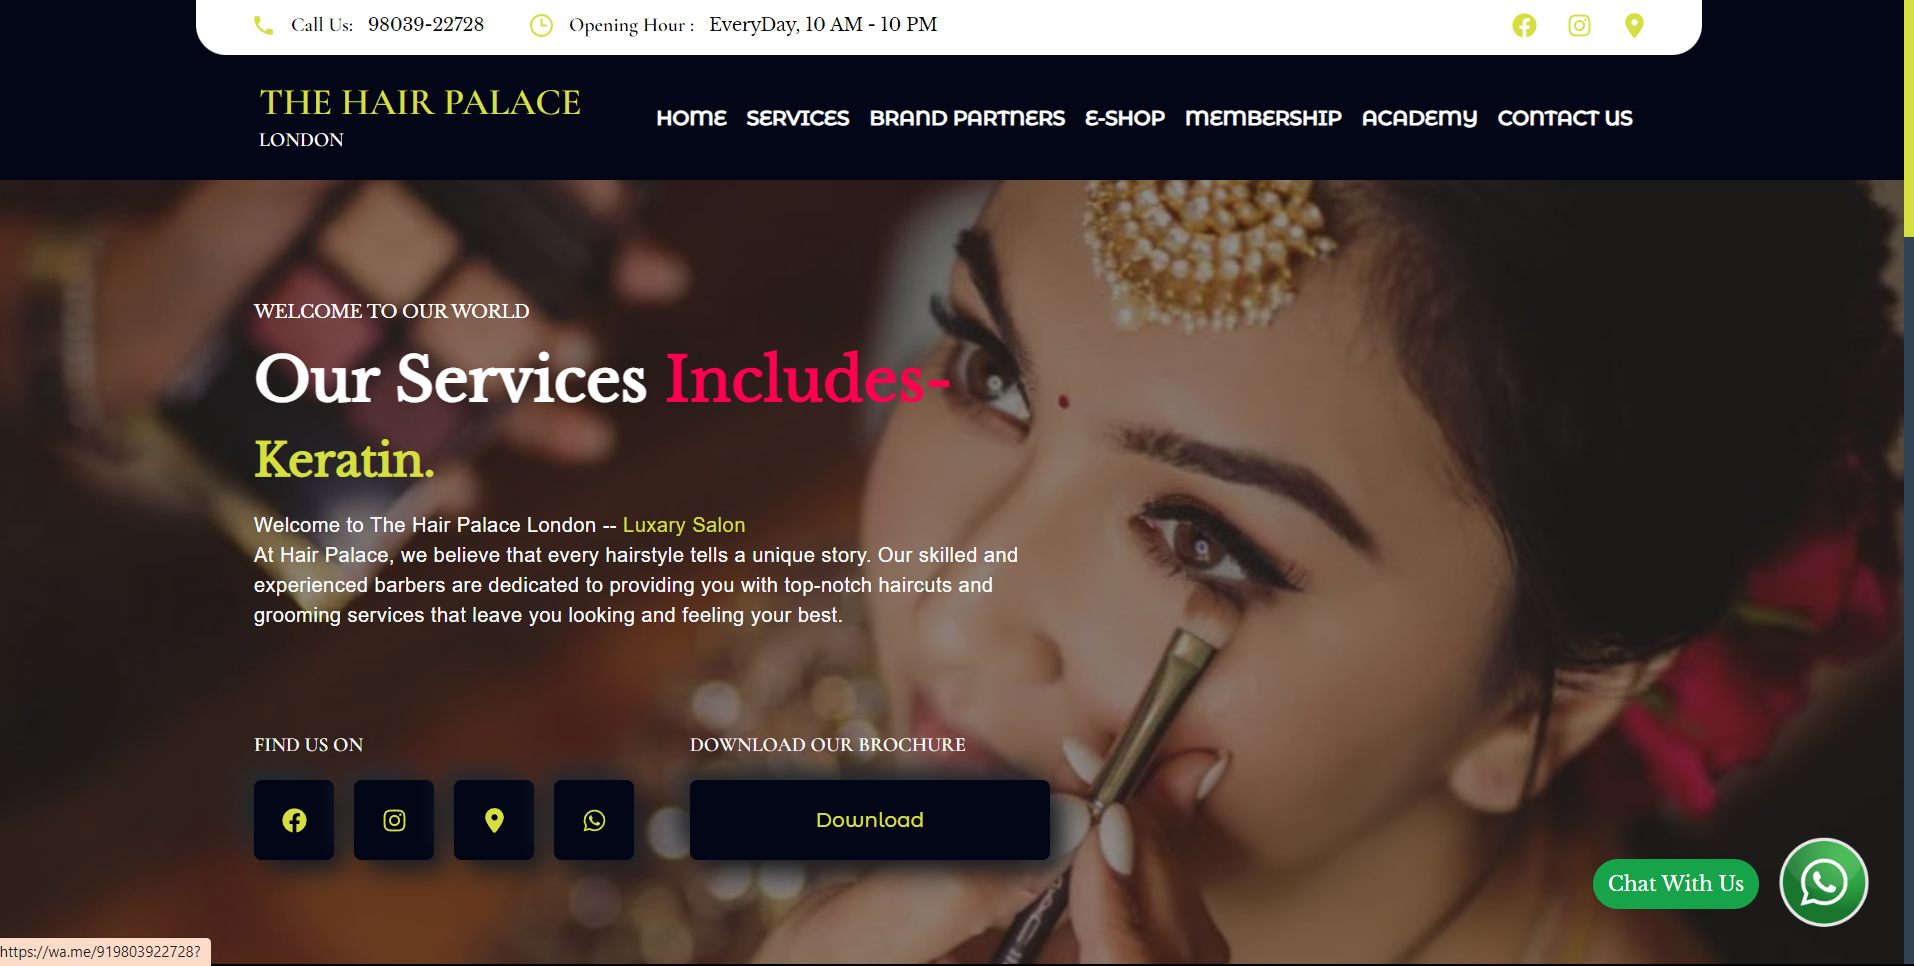 Call Us: 98039-22728 Opening Hour : EveryDay, 10 AM - 10 PM
THE HAIR PALACE
LONDON
HOME SERVICES BRAND PARTNERS E-SHOP MEMBERSHIP ACADEMY CONTACT US
WELCOME TO OUR WORLD
Our Services Includes-
Keratin.
Welcome to The Hair Palace London -- Luxary Salon
At Hair Palace, we believe that every hairstyle tells a unique story. Our skilled and
experienced barbers are dedicated to providing you with top-notch haircuts and
grooming services that leave you looking and feeling your best.
FIND US ON
DOWNLOAD OUR BROCHURE
Download
Chat With Us
https://wa.me/919803922728?